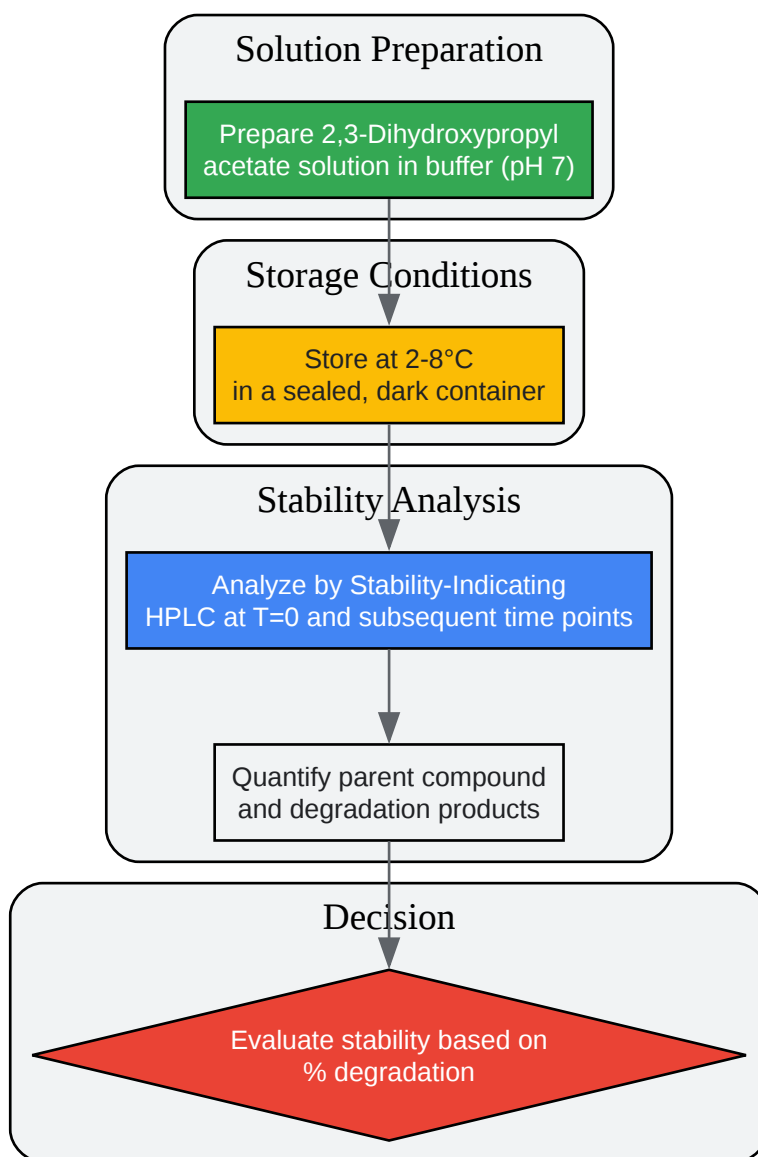 Solution Preparation
Prepare 2,3-Dihydroxypropyl
acetate solution in buffer (pH 7)
Storage Conditions
Store at 2-8°C
in a sealed, dark container
Stability Analysis
Analyze by Stability-Indicating
HPLC at T=0 and subsequent time points
Quantify parent compound
and degradation products
Decision
Evaluate stability based on
% degradation